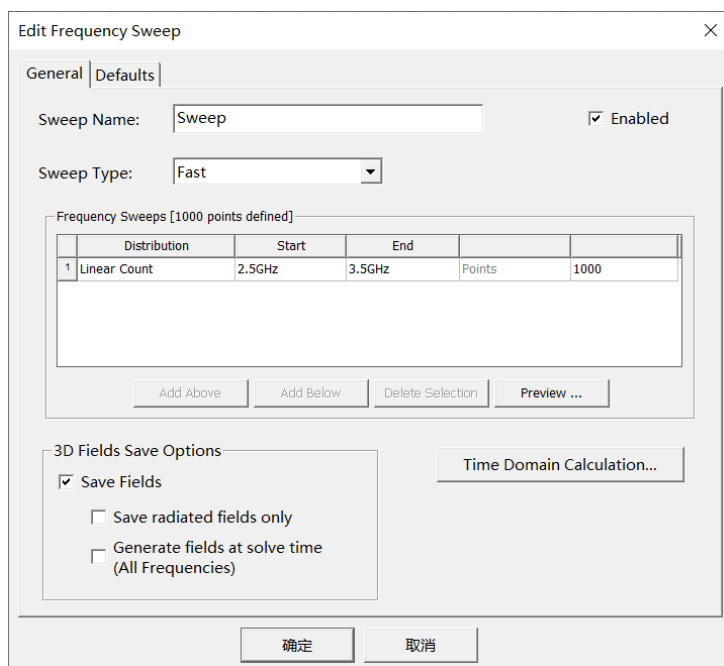 Edit Frequency Sweep
General Defaults
Sweep Name: Sweep Enabled
Sweep Type: Fast
Frequency Sweeps [1000 points defined]
Distribution Start End
1 Linear Count 2.5GHz 3.5GHz Points 1000
Add Above Add Below Delete Selection Preview ...
3D Fields Save Options
Time Domain Calculation...
Save Fields
Save radiated fields only
Generate fields at solve time
(All Frequencies)
确定 取消